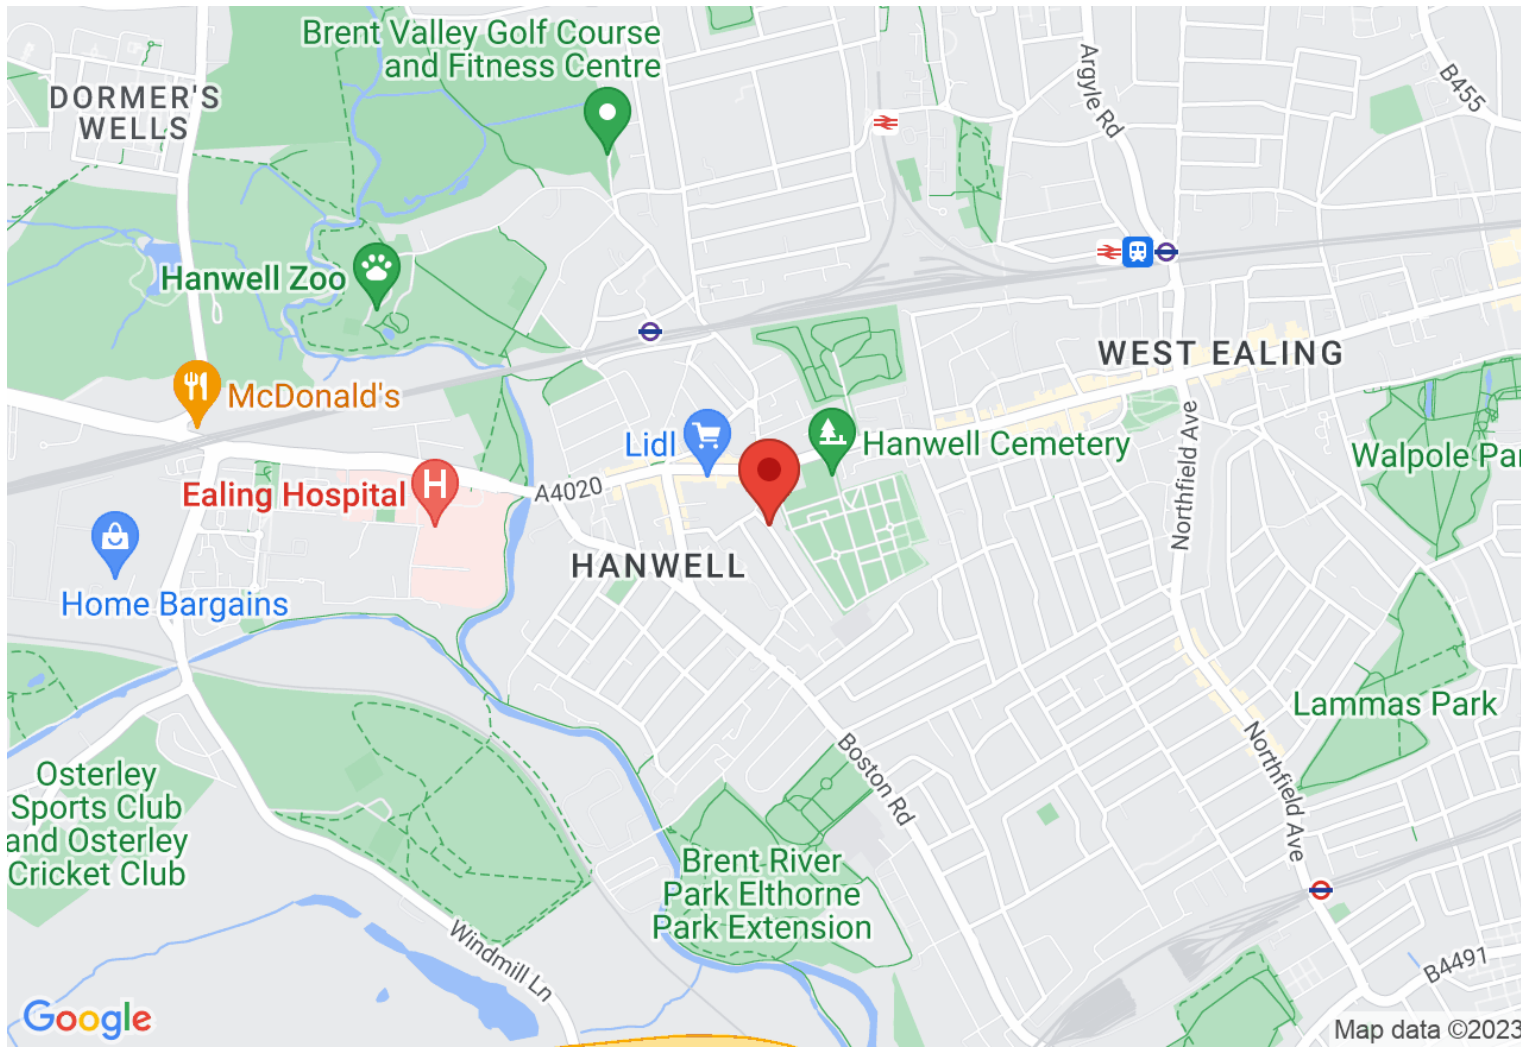 Brent Valley Golf Course
and Fitness Centre
DORMER'S
WELLS
Argyle Rd
B455
Hanwell Zoo
WEST EALING
McDonald's
Lidl
Hanwell Cemetery
Northfield Ave
Walpole Par
Ealing Hospital
H
A4020
HANWELL
Home Bargains
Lammas Park
Boston Rd
Northfield Ave
Osterley
Sports Club
and Osterley
Cricket Club
Brent River
Park Elthorne
Park Extension
Windmill Ln
B4491
Google
Map data ©2023